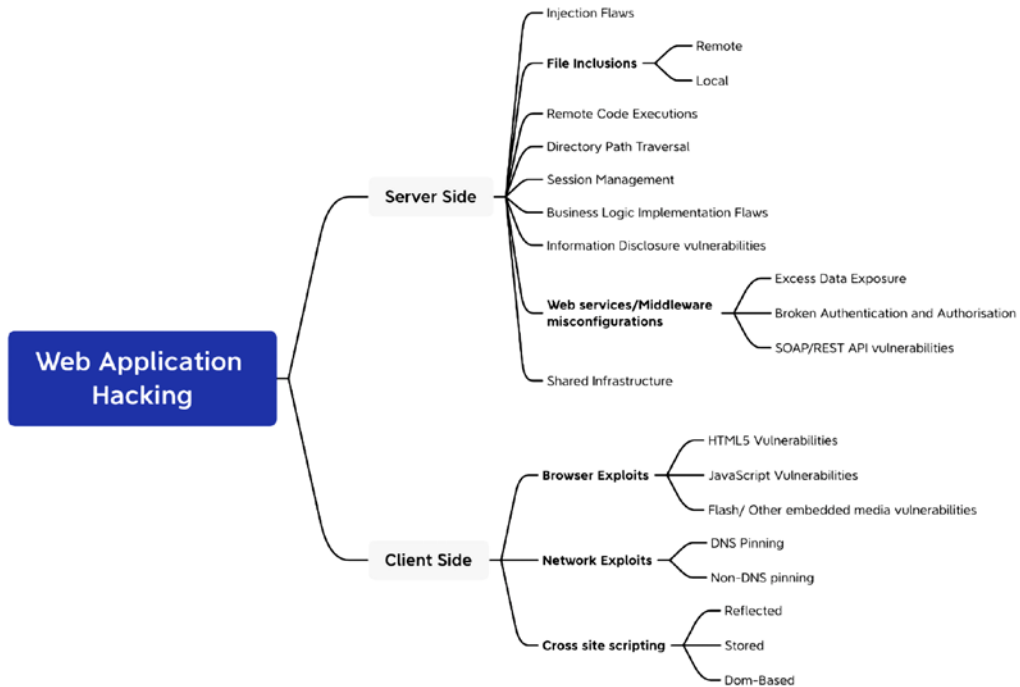 Web Application
Hacking
Server Side
Injection Flaws
File Inclusions
Remote
Local
Remote Code Executions
Directory Path Traversal
Session Management
Business Logic Implementation Flaws
Information Disclosure vulnerabilities
Web services/Middleware
misconfigurations
Excess Data Exposure
Broken Authentication and Authorisation
SOAP/REST API vulnerabilities
Shared Infrastructure
Client Side
Browser Exploits
HTML5 Vulnerabilities
JavaScript Vulnerabilities
Flash/ Other embedded media vulnerabilities
Network Exploits
DNS Pinning
Non-DNS pinning
Cross site scripting
Reflected
Stored
Dom-Based